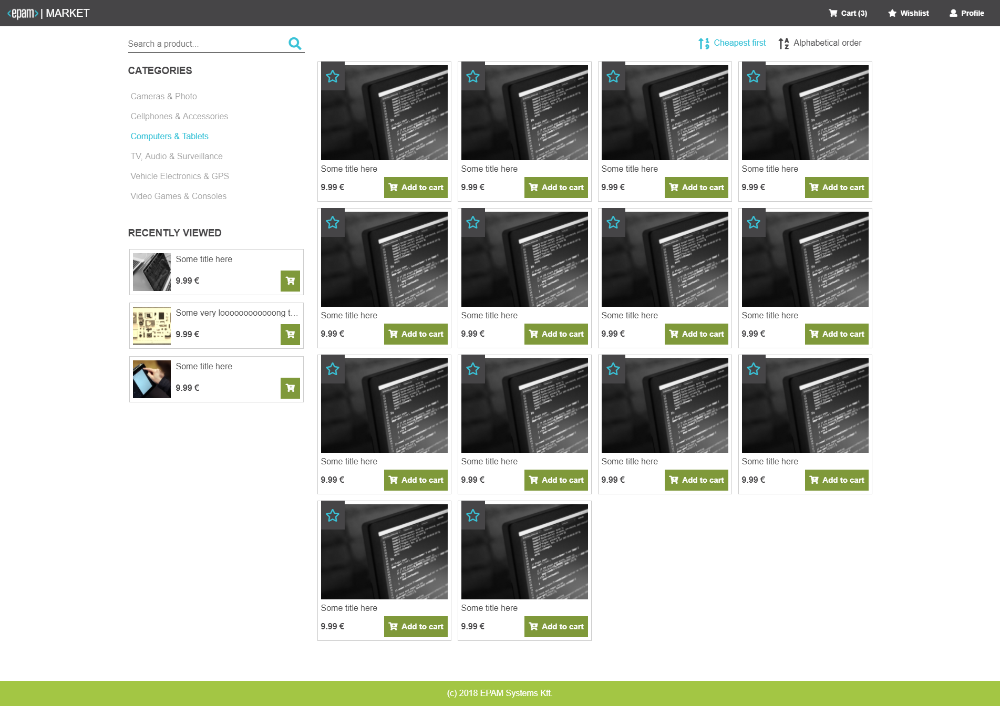 <epam> | MARKET
Cart (3) Wishlist Profile
Search a product...
Cheapest first Alphabetical order
CATEGORIES
Cameras & Photo
Cellphones & Accessories
Computers & Tablets
TV, Audio & Surveillance
Vehicle Electronics & GPS
Video Games & Consoles
RECENTLY VIEWED
Some title here
9.99 €
Some very loooooooooooong t...
9.99 €
Some title here
9.99 €
Some title here
9.99 € Add to cart
Some title here
9.99 € Add to cart
Some title here
9.99 € Add to cart
Some title here
9.99 € Add to cart
Some title here
9.99 € Add to cart
Some title here
9.99 € Add to cart
Some title here
9.99 € Add to cart
Some title here
9.99 € Add to cart
Some title here
9.99 € Add to cart
Some title here
9.99 € Add to cart
Some title here
9.99 € Add to cart
Some title here
9.99 € Add to cart
Some title here
9.99 € Add to cart
Some title here
9.99 € Add to cart
(c) 2018 EPAM Systems Kft.